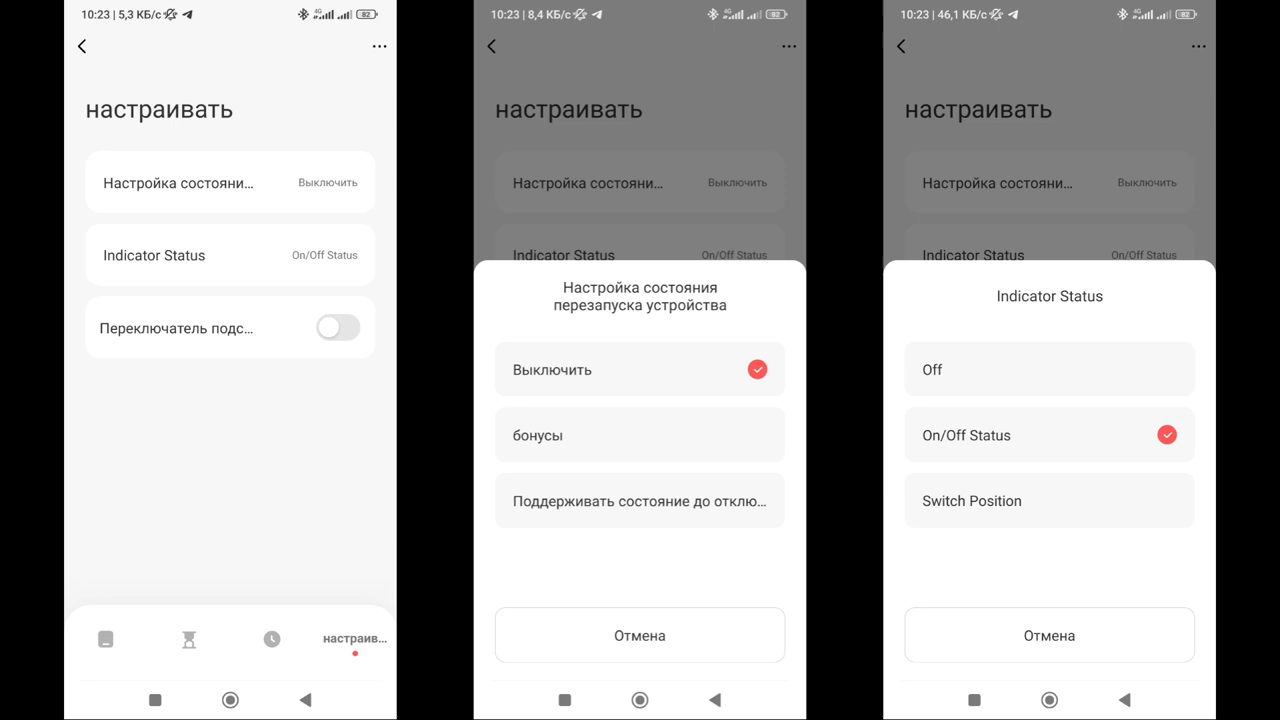 10:23 | 5,3 КБ/с
4G
82
настраивать
Настройка состояни...
Выключить
Indicator Status
On/Off Status
Переключатель подс...
настраив...
10:23 | 8,4 КБ/с
4G
82
настраивать
Настройка состояни...
Выключить
Indicator Status
On/Off Status
Настройка состояния
перезапуска устройства
Выключить
бонусы
Поддерживать состояние до отклю...
Отмена
10:23 | 46,1 КБ/с
4G
82
настраивать
Настройка состояни...
Выключить
Indicator Status
On/Off Status
Indicator Status
Off
On/Off Status
Switch Position
Отмена